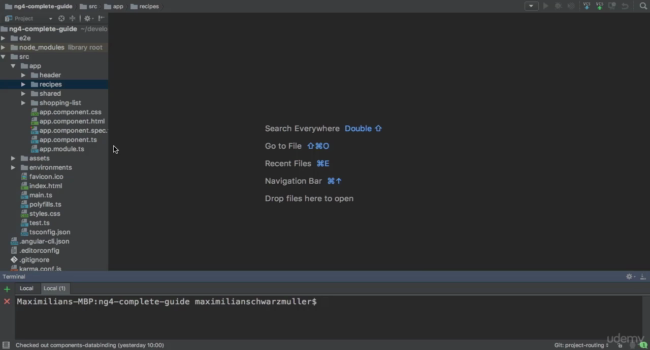 ng4-complete-guide src app recipes
Project
ng4-complete-guide ~/develo
e2e
node_modules library root
src
app
header
recipes
shared
shopping-list
app.component.css
app.component.html
app.component.spec.
app.component.ts
app.module.ts
assets
environments
favicon.ico
index.html
main.ts
polyfills.ts
styles.css
test.ts
tsconfig.json
.angular-cli.json
.editorconfig
.gitignore
karma.conf.js
Search Everywhere Double ⇧
Go to File ⇧⌘O
Recent Files ⌘E
Navigation Bar ⌘↑
Drop files here to open
Terminal
Local Local (1)
Maximilians-MBP:ng4-complete-guide maximilianschwarzmuller$
udemy
Checked out components-databinding (yesterday 10:00) Git: project-routing